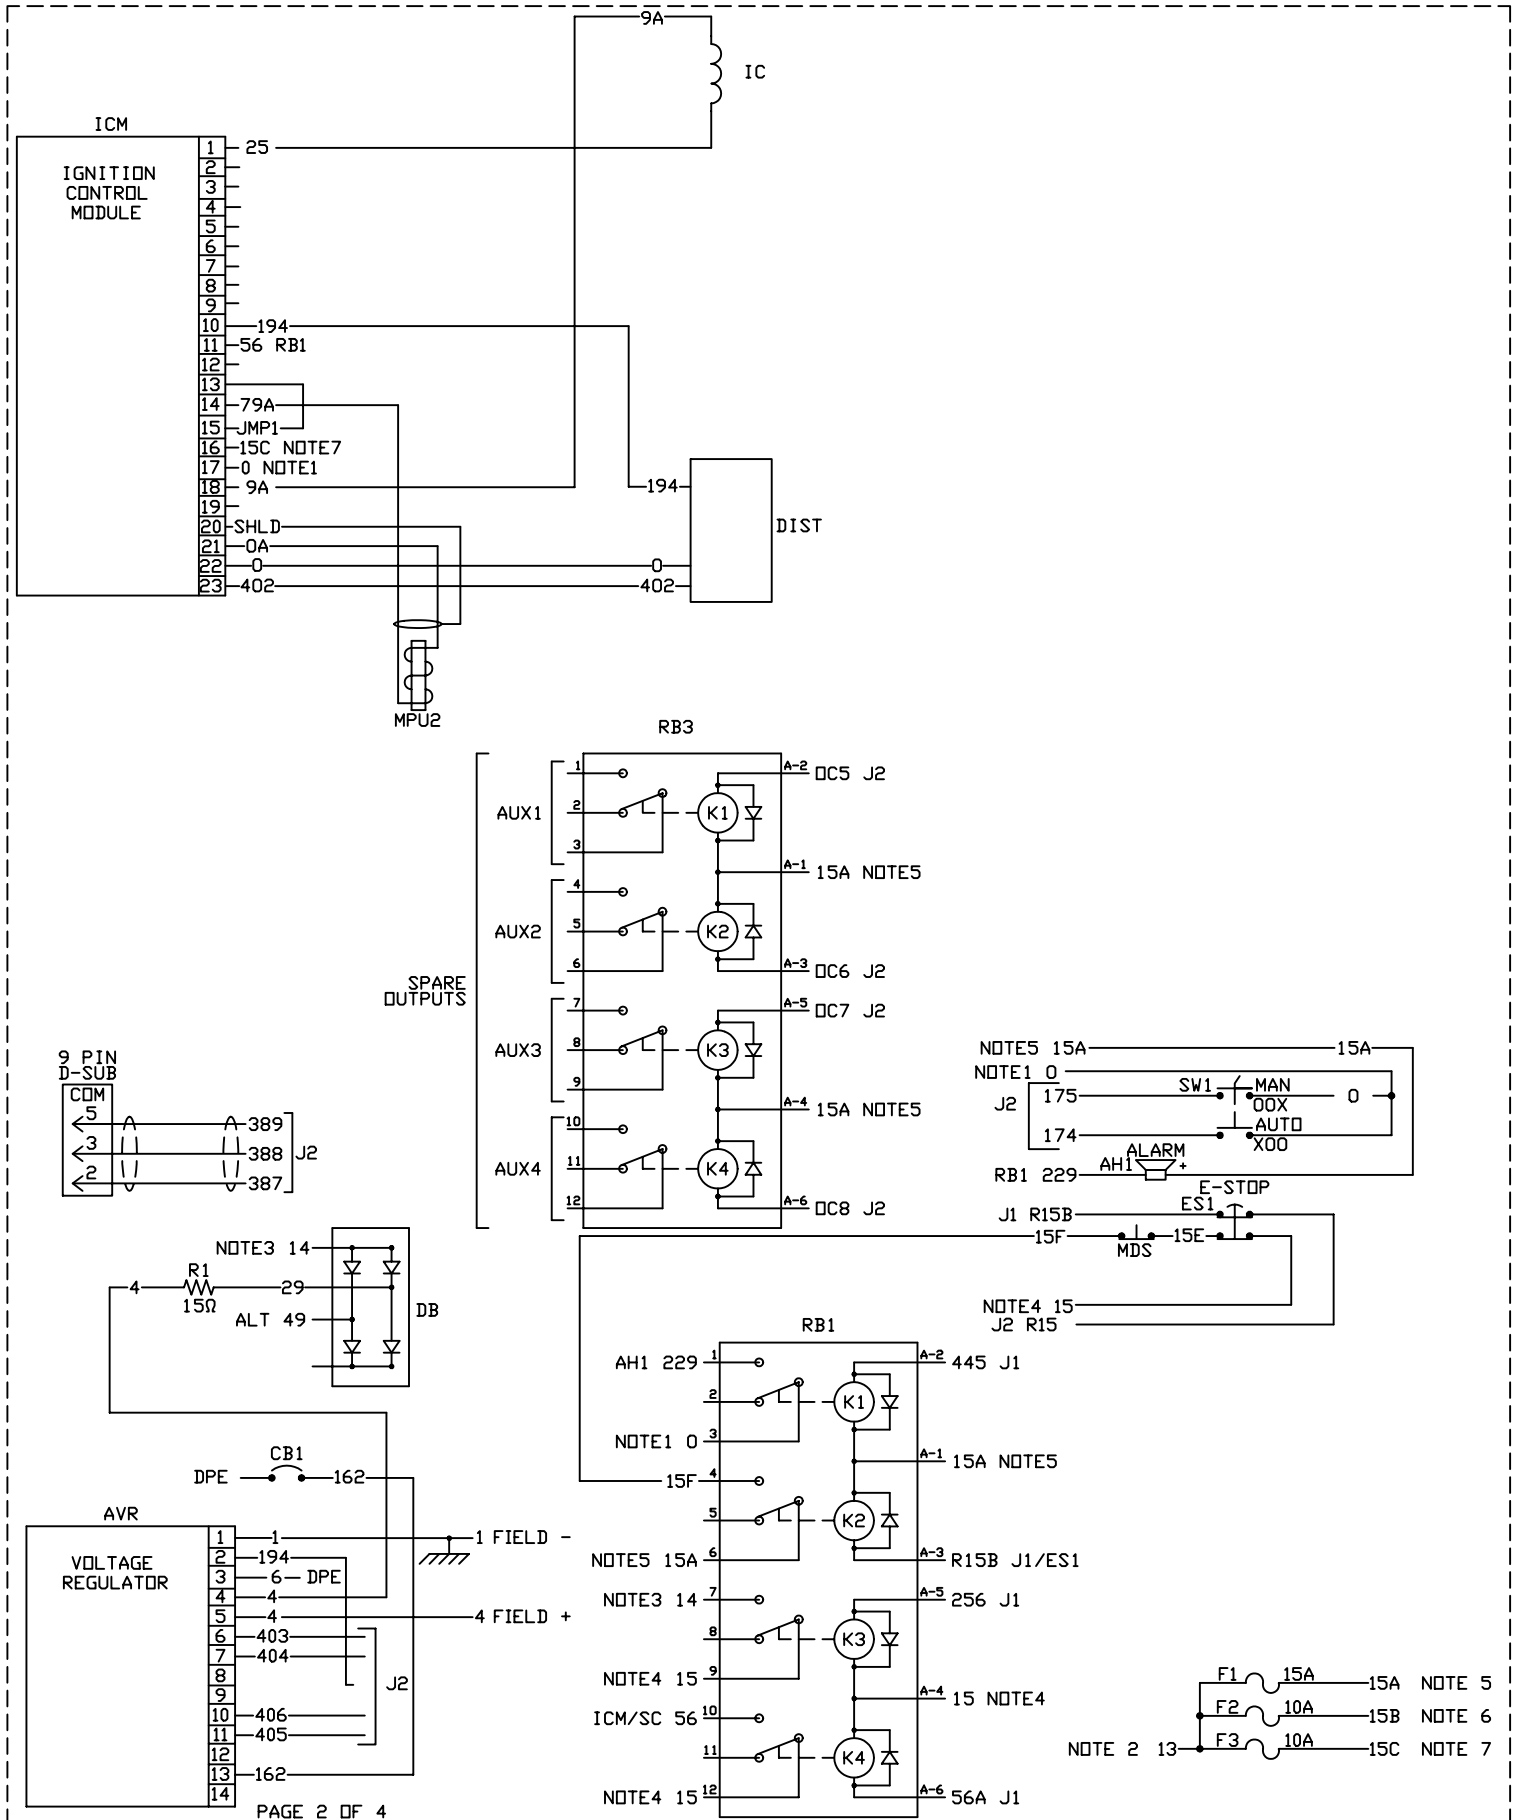 9A
IC
ICM
IGNITION
CONTROL
MODULE
1 25
2
3
4
5
6
7
8
9
10 194
11 56 RB1
12
13
14 79A
15 JMP1
16 15C NOTE7
17 0 NOTE1
18 9A
19
20 SHLD
21 0A
22 0
23 402
194
DIST
0
402
MPU2
RB3
SPARE
OUTPUTS
AUX1
1
2
3
K1
A-2 OC5 J2
A-1 15A NOTE5
AUX2
4
5
6
K2
A-3 OC6 J2
AUX3
7
8
9
K3
A-5 OC7 J2
A-4 15A NOTE5
AUX4
10
11
12
K4
A-6 OC8 J2
9 PIN
D-SUB
COM
5 389
3 388 J2
2 387
NOTE5 15A 15A
NOTE1 0
J2
175 SW1 MAN 0
OOX
174 AUTO
XOO
ALARM
RB1 229 AH1 +
E-STOP
J1 R15B ES1
15F MDS 15E
NOTE4 15
J2 R15
NOTE3 14
4 R1 29
15Ω
ALT 49
DB
CB1
DPE 162
AVR
VOLTAGE
REGULATOR
1 1 1 FIELD -
2 194
3 6 DPE
4 4
5 4 4 FIELD +
6 403
7 404
8
9
10 406
11 405
12
13 162
14
J2
PAGE 2 OF 4
RB1
AH1 229 1
2
NOTE1 0 3
K1
A-2 445 J1
A-1 15A NOTE5
15F 4
5
NOTE5 15A 6
K2
A-3 R15B J1/ES1
NOTE3 14 7
8
NOTE4 15 9
K3
A-5 256 J1
A-4 15 NOTE4
ICM/SC 56 10
11
NOTE4 15 12
K4
A-6 56A J1
F1 15A 15A NOTE 5
F2 10A 15B NOTE 6
NOTE 2 13 F3 10A 15C NOTE 7